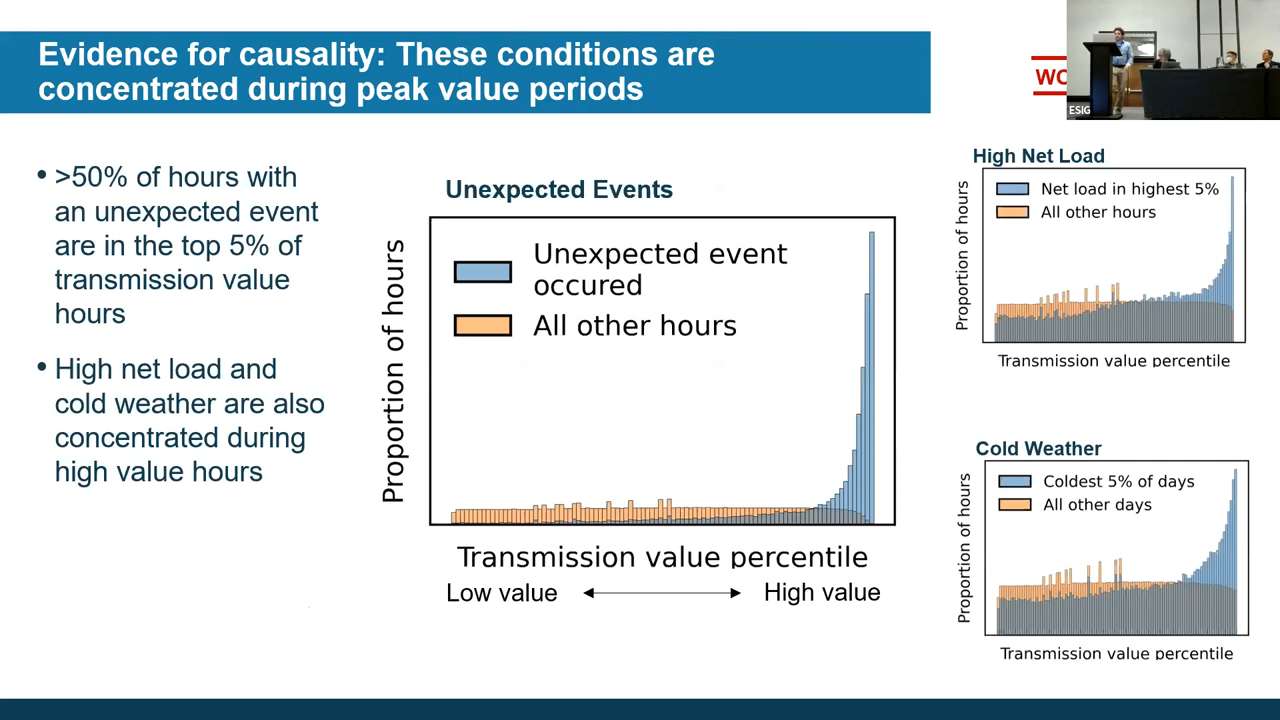 Evidence for causality: These conditions are
concentrated during peak value periods
WO
ESIG
• >50% of hours with
an unexpected event
are in the top 5% of
transmission value
hours
• High net load and
cold weather are also
concentrated during
high value hours
Unexpected Events
Unexpected event
occured
All other hours
Proportion of hours
Transmission value percentile
Low value
High value
High Net Load
Net load in highest 5%
All other hours
Proportion of hours
Transmission value percentile
Cold Weather
Coldest 5% of days
All other days
Proportion of hours
Transmission value percentile